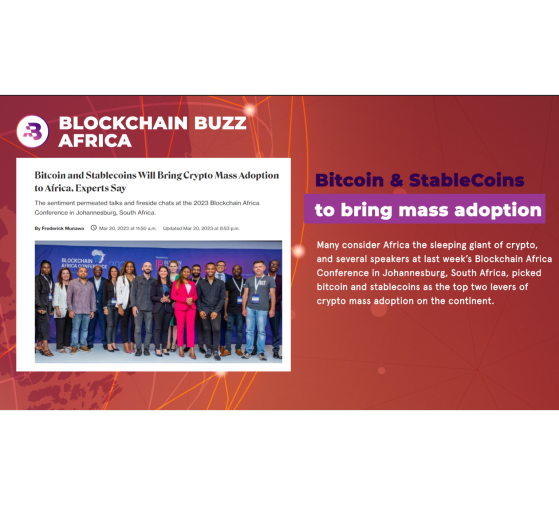 BLOCKCHAIN BUZZ
AFRICA
Bitcoin and Stablecoins Will Bring Crypto Mass Adoption
to Africa, Experts Say
The sentiment permeated talks and fireside chats at the 2023 Blockchain Africa
Conference in Johannesburg, South Africa.
By Frederick Munawa Mar 20, 2023 at 11:50 a.m. Updated Mar 20, 2023 at 8:53 p.m.
BLOCKCHAIN
AFRICA CONFERENCE
Bitcoin & StableCoins
to bring mass adoption
Many consider Africa the sleeping giant of crypto,
and several speakers at last week's Blockchain Africa
Conference in Johannesburg, South Africa, picked
bitcoin and stablecoins as the top two levers of
crypto mass adoption on the continent.